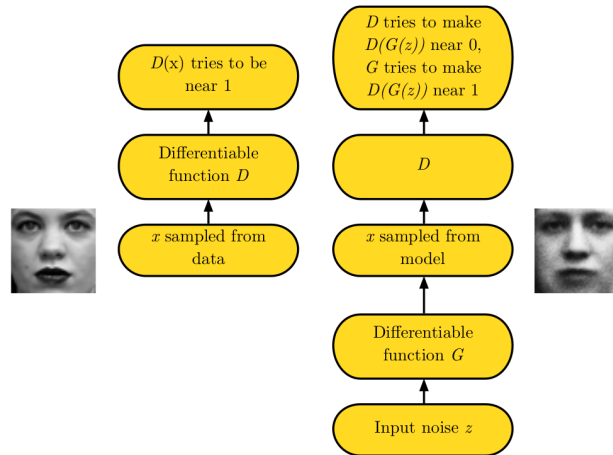 D(x) tries to be
near 1
Differentiable
function D
x sampled from
data
D tries to make
D(G(z)) near 0,
G tries to make
D(G(z)) near 1
D
x sampled from
model
Differentiable
function G
Input noise z